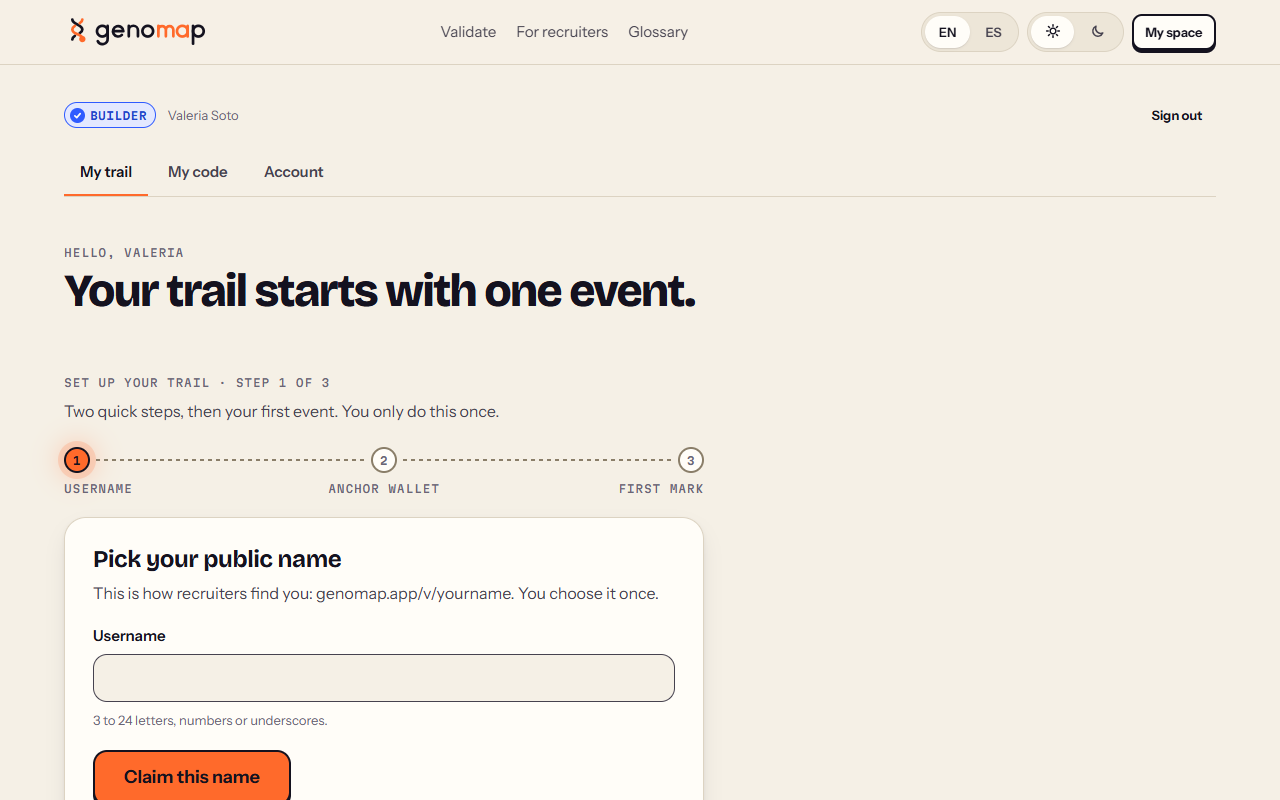 genomap
Validate For recruiters Glossary
EN ES
My space
BUILDER Valeria Soto
Sign out
My trail My code Account
HELLO, VALERIA
Your trail starts with one event.
SET UP YOUR TRAIL · STEP 1 OF 3
Two quick steps, then your first event. You only do this once.
1 2 3
USERNAME ANCHOR WALLET FIRST MARK
Pick your public name
This is how recruiters find you: genomap.app/v/yourname. You choose it once.
Username
3 to 24 letters, numbers or underscores.
Claim this name